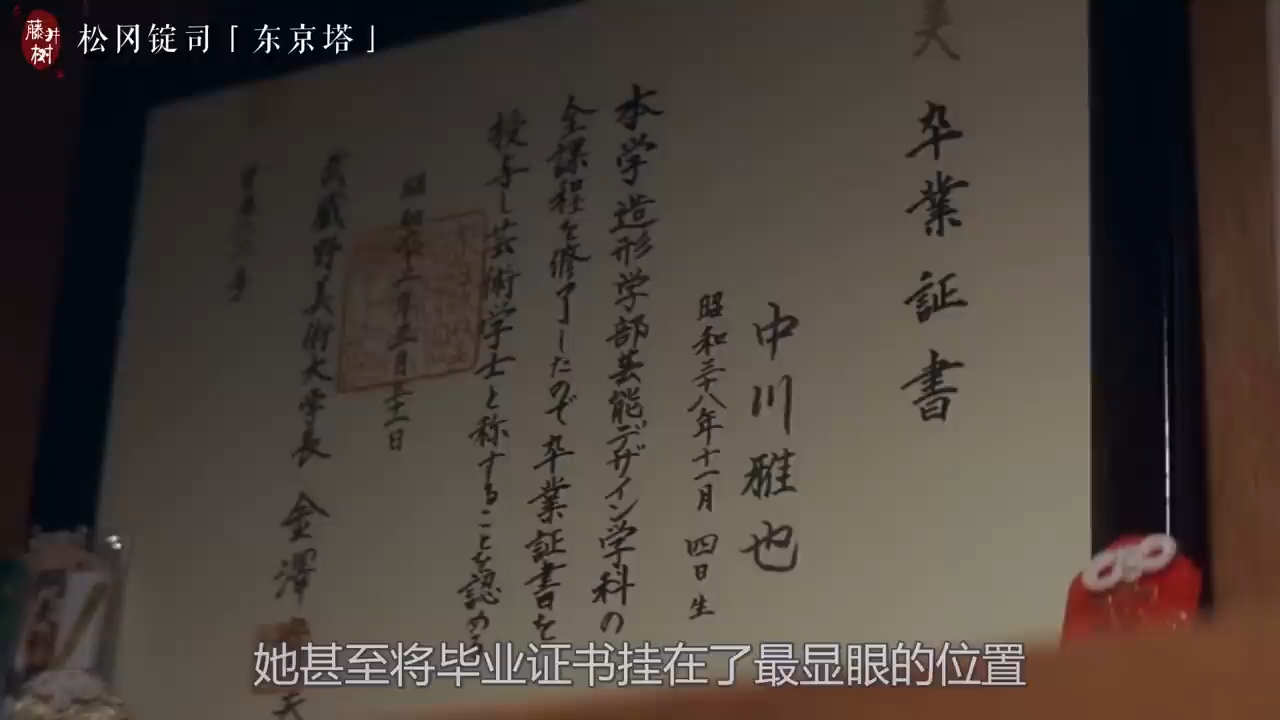 藤井树
松冈锭司「东京塔」
卒業証書
中川雅也
昭和三十八年十一月 四日生
本学造形学部芸能デザイン学科の
全課程を修了したので卒業証書を
授与し芸術学士と称することを認める
武蔵野美術大学長 金澤
她甚至将毕业证书挂在了最显眼的位置